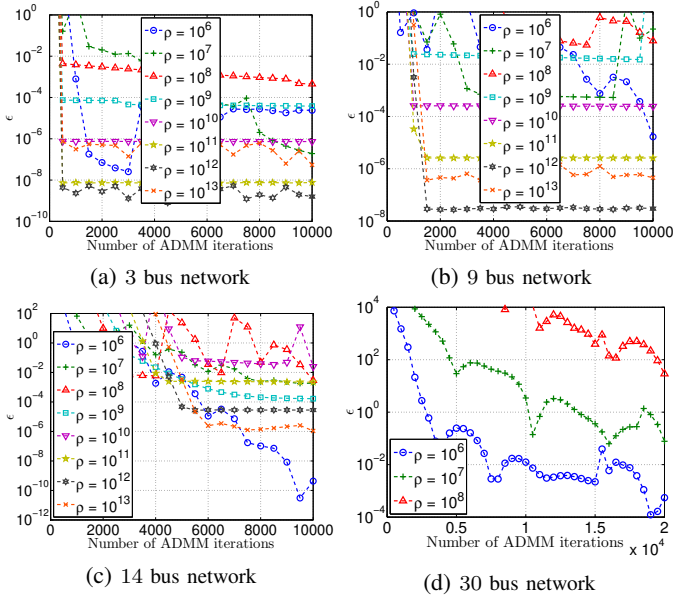 10^2
10^0
10^-2
10^-4
10^-6
10^-8
10^-10
ϵ
0 2000 4000 6000 8000 10000
Number of ADMM iterations
ρ = 10^6
ρ = 10^7
ρ = 10^8
ρ = 10^9
ρ = 10^10
ρ = 10^11
ρ = 10^12
ρ = 10^13
(a) 3 bus network
10^0
10^-2
10^-4
10^-6
10^-8
ϵ
0 2000 4000 6000 8000 10000
Number of ADMM iterations
ρ = 10^6
ρ = 10^7
ρ = 10^8
ρ = 10^9
ρ = 10^10
ρ = 10^11
ρ = 10^12
ρ = 10^13
(b) 9 bus network
10^2
10^0
10^-2
10^-4
10^-6
10^-8
10^-10
10^-12
ϵ
0 2000 4000 6000 8000 10000
Number of ADMM iterations
ρ = 10^6
ρ = 10^7
ρ = 10^8
ρ = 10^9
ρ = 10^10
ρ = 10^11
ρ = 10^12
ρ = 10^13
(c) 14 bus network
10^4
10^2
10^0
10^-2
10^-4
ϵ
0 0.5 1 1.5 2
Number of ADMM iterations
x 10^4
ρ = 10^6
ρ = 10^7
ρ = 10^8
(d) 30 bus network